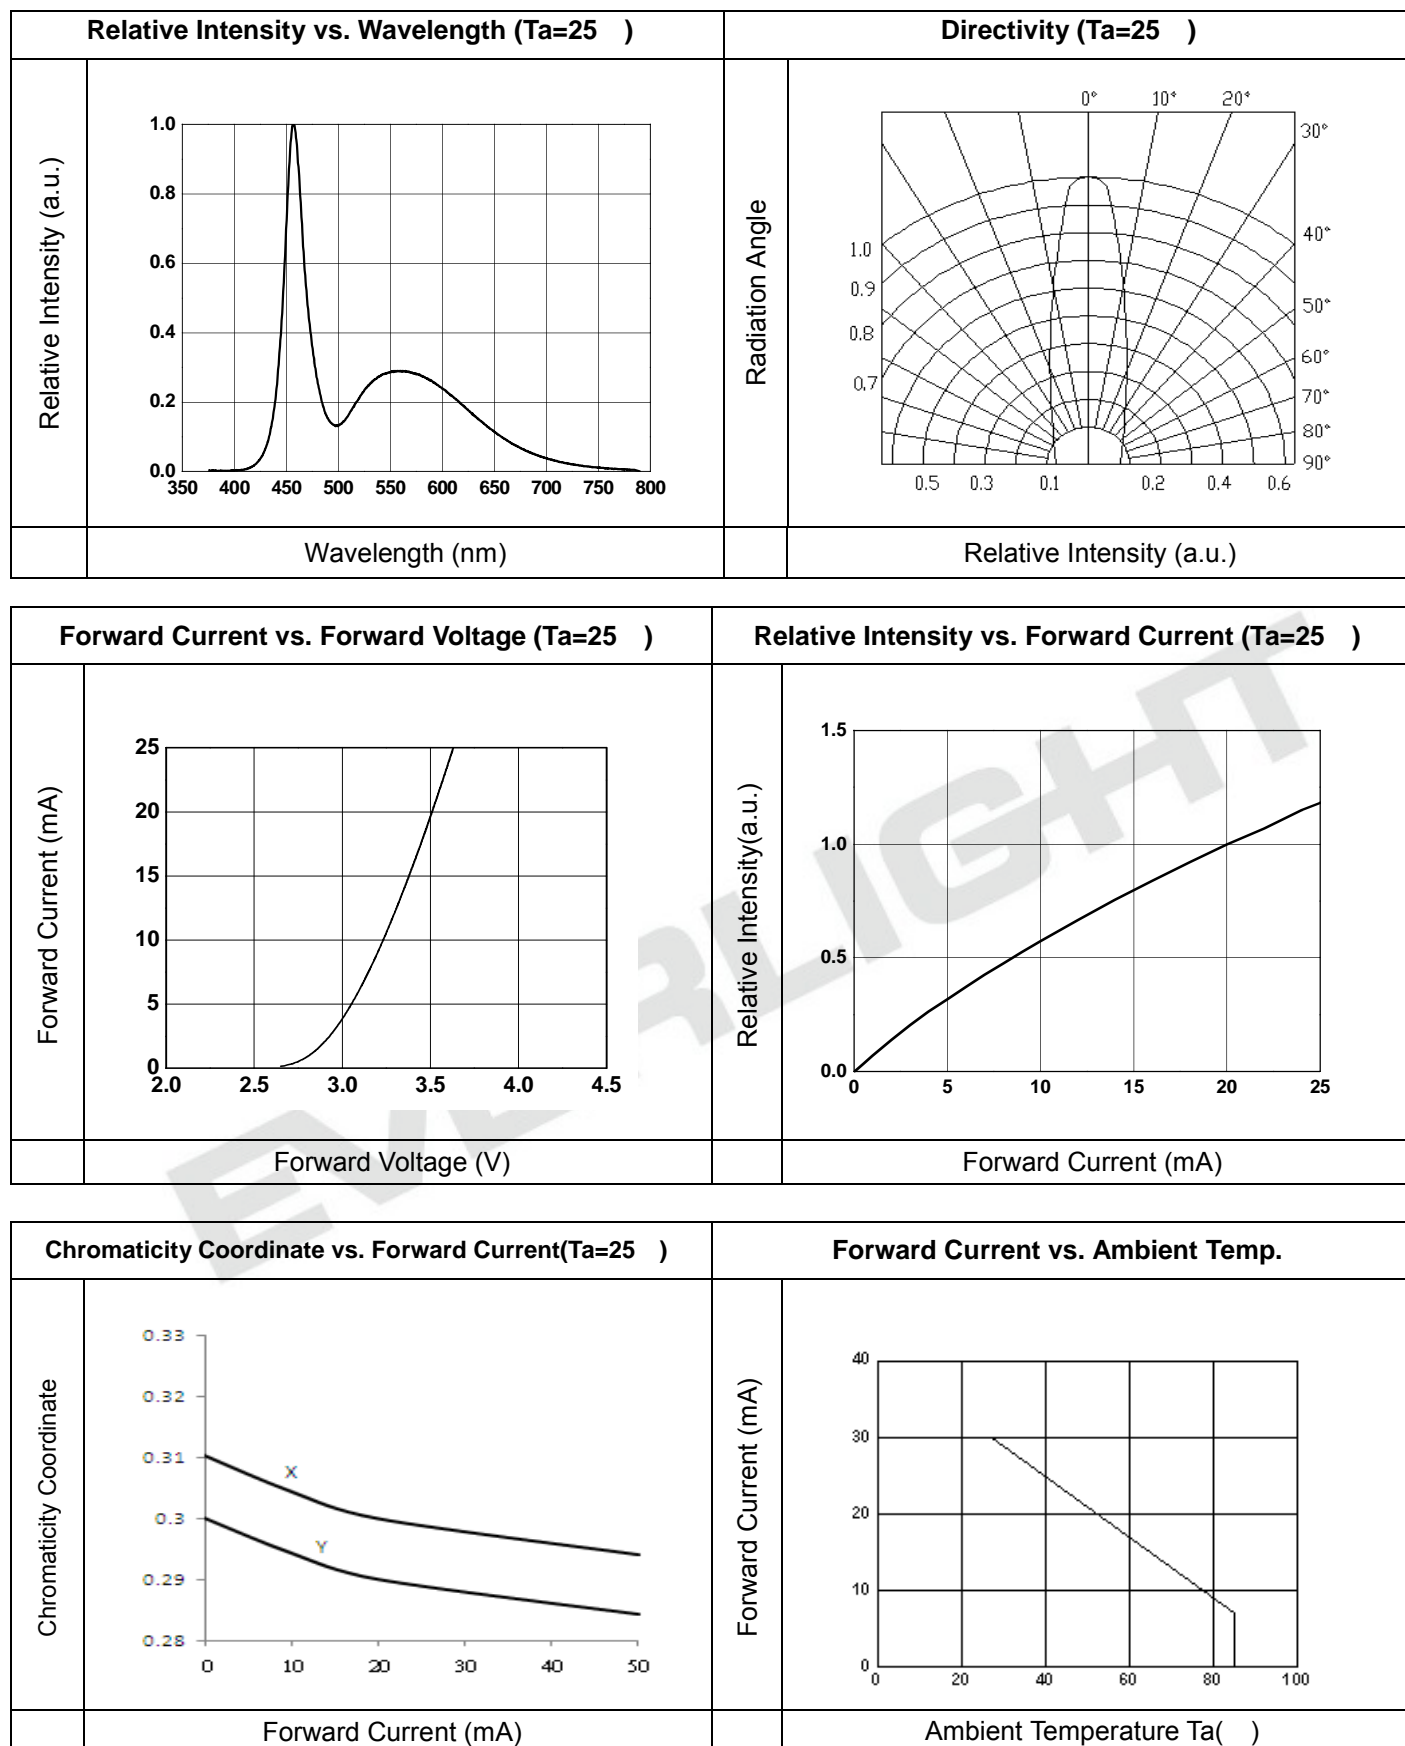 Relative Intensity vs. Wavelength (Ta=25 )
Relative Intensity (a.u.)
1.0
0.8
0.6
0.4
0.2
0.0
350 400 450 500 550 600 650 700 750 800
Wavelength (nm)
Directivity (Ta=25 )
Radiation Angle
0° 10° 20°
30°
40°
50°
60°
70°
80°
90°
1.0
0.9
0.8
0.7
0.5 0.3 0.1 0.2 0.4 0.6
Relative Intensity (a.u.)
Forward Current vs. Forward Voltage (Ta=25 )
Forward Current (mA)
25
20
15
10
5
0
2.0 2.5 3.0 3.5 4.0 4.5
Forward Voltage (V)
Relative Intensity vs. Forward Current (Ta=25 )
Relative Intensity(a.u.)
1.5
1.0
0.5
0.0
0 5 10 15 20 25
Forward Current (mA)
EVERLIGHT
Chromaticity Coordinate vs. Forward Current(Ta=25 )
Chromaticity Coordinate
0.33
0.32
0.31
0.3
0.29
0.28
X
Y
0 10 20 30 40 50
Forward Current (mA)
Forward Current vs. Ambient Temp.
Forward Current (mA)
40
30
20
10
0
0 20 40 60 80 100
Ambient Temperature Ta( )